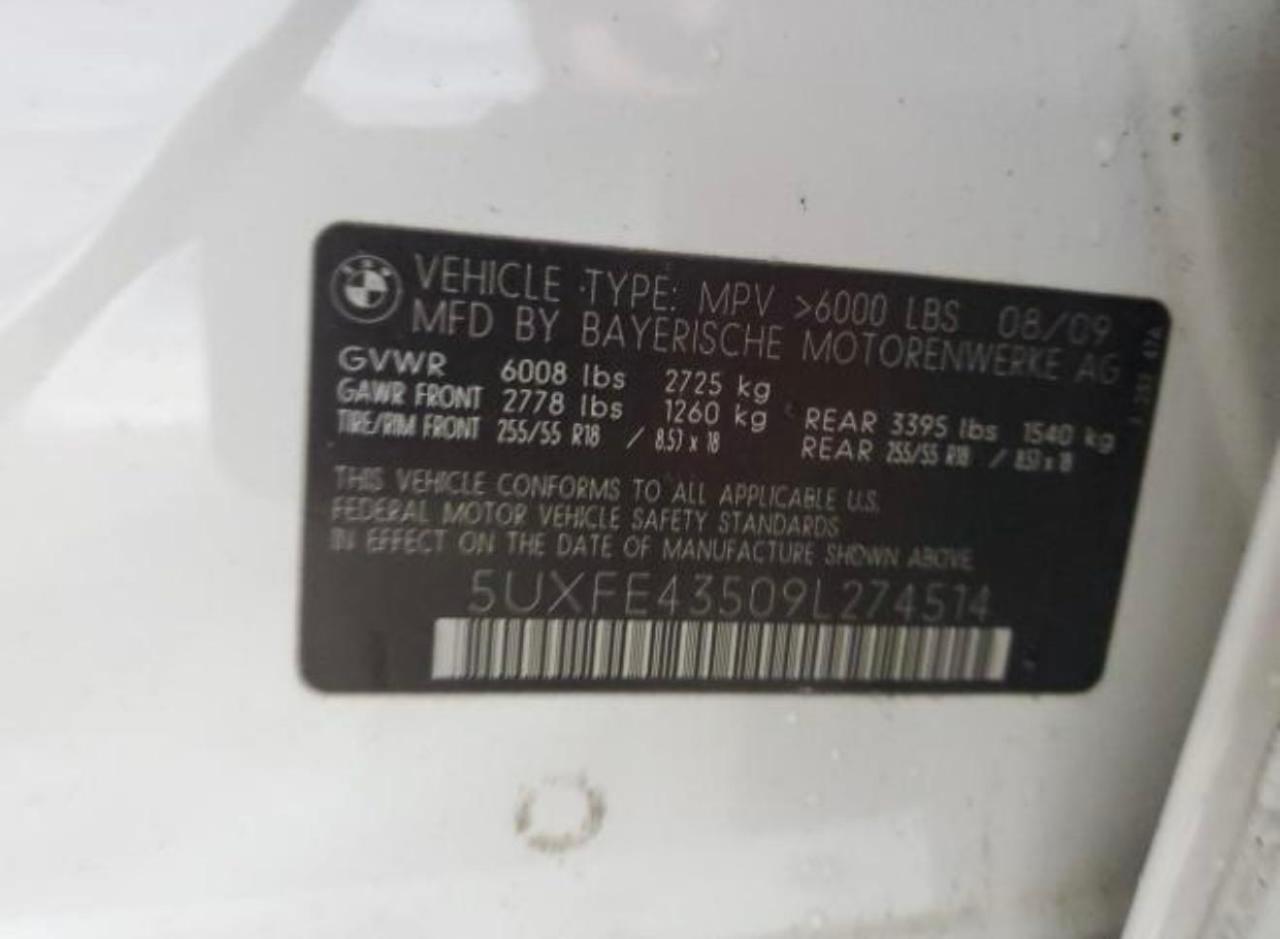 VEHICLE TYPE: MPV >6000 LBS 08/09
MFD BY BAYERISCHE MOTORENWERKE AG
GVWR 6008 lbs 2725 kg
GAWR FRONT 2778 lbs 1260 kg REAR 3395 lbs 1540 kg
TIRE/RIM FRONT 255/55 R18 / 8.5J x 18 REAR 255/55 R18 / 8.5J x 18
THIS VEHICLE CONFORMS TO ALL APPLICABLE U.S.
FEDERAL MOTOR VEHICLE SAFETY STANDARDS
IN EFFECT ON THE DATE OF MANUFACTURE SHOWN ABOVE
5UXFE43509L274514